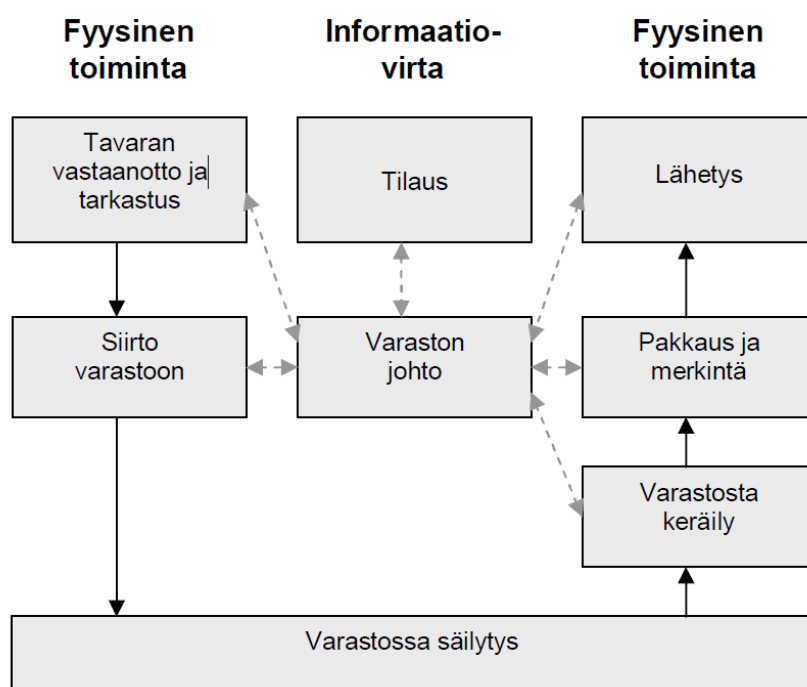 Fyysinen
toiminta
Informaatio-
virta
Fyysinen
toiminta
Tavaran
vastaanotto ja
tarkastus
Tilaus
Lähetys
Siirto
varastoon
Varaston
johto
Pakkaus ja
merkintä
Varastosta
keräily
Varastossa säilytys